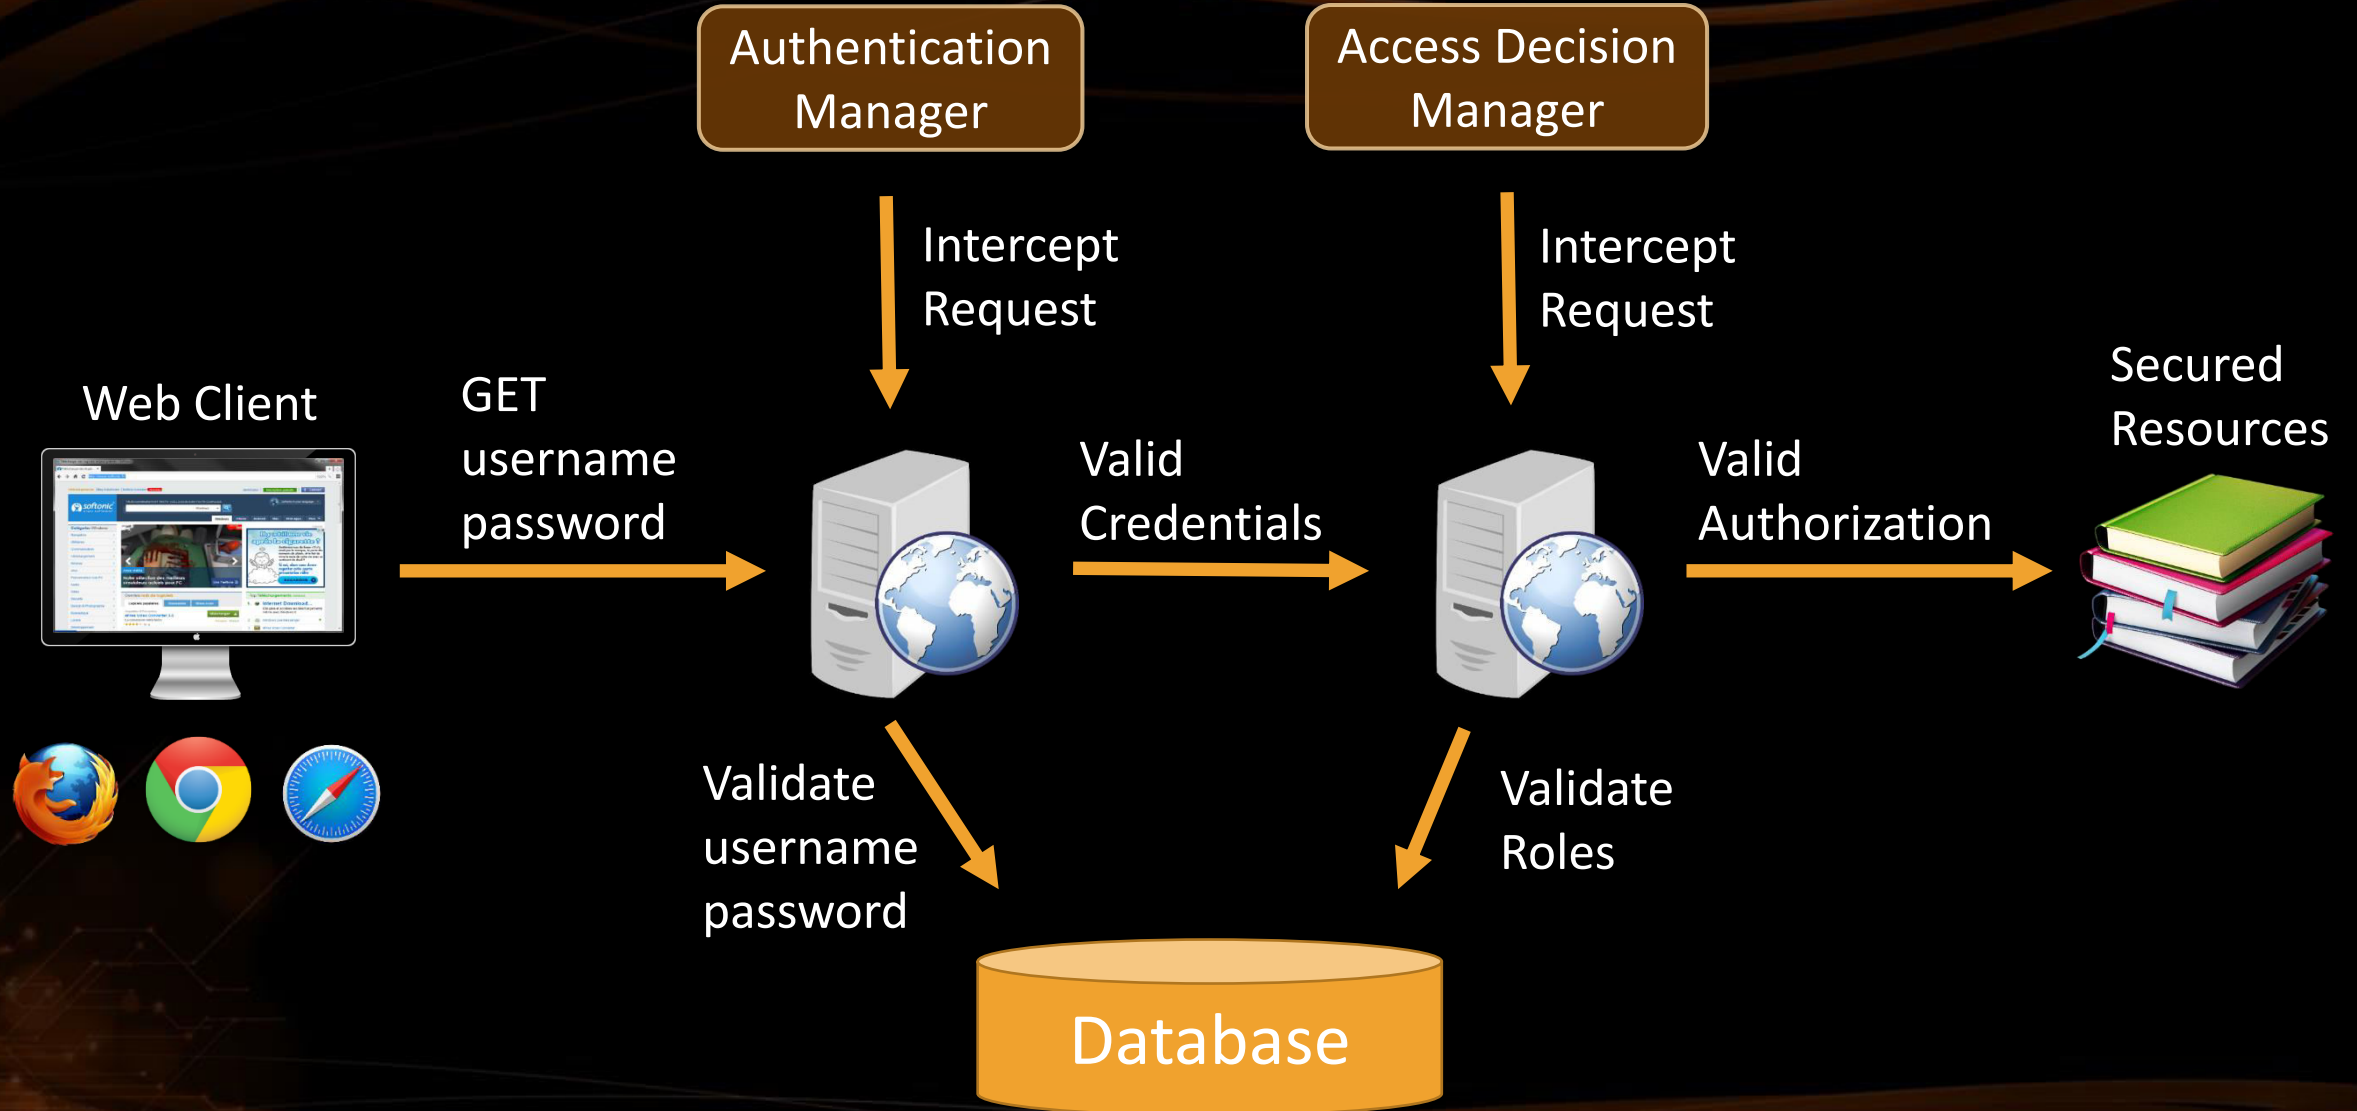 Authentication
Manager
Access Decision
Manager
Intercept
Request
Intercept
Request
Web Client
GET
username
password
Valid
Credentials
Valid
Authorization
Secured
Resources
softonic
Validate
username
password
Validate
Roles
Database